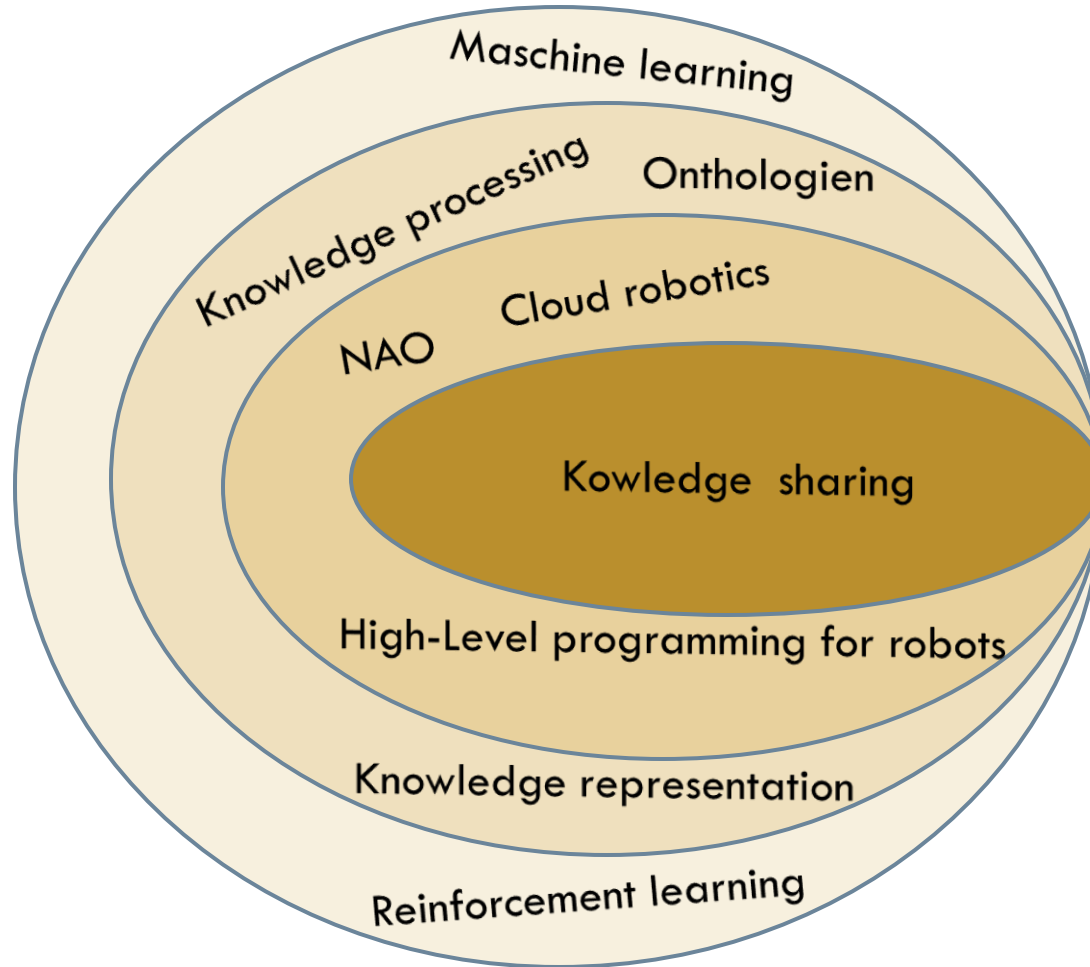 Maschine learning
Knowledge processing
Onthologien
Cloud robotics
NAO
Kowledge sharing
High-Level programming for robots
Knowledge representation
Reinforcement learning